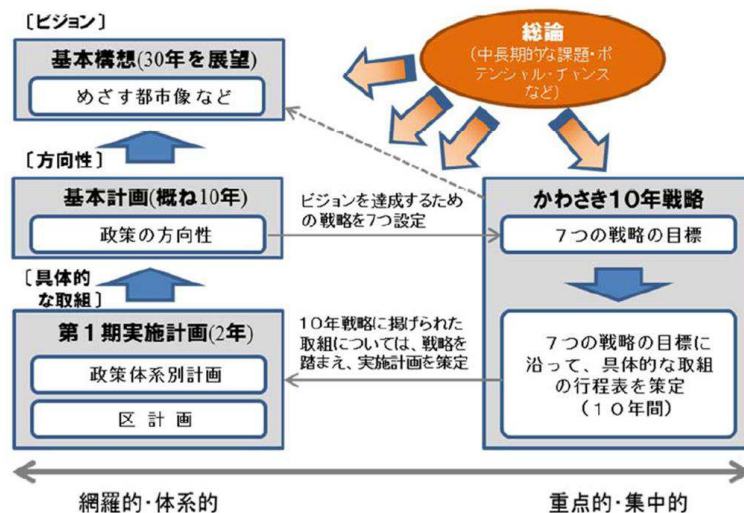 ［ビジョン］
基本構想(30年を展望)
めざす都市像など
総論
(中長期的な課題・ポ
テンシャル・チャンス
など)
［方向性］
基本計画(概ね10年)
政策の方向性
ビジョンを達成するため
の戦略を7つ設定
かわさき10年戦略
７つの戦略の目標
［具体的
な取組］
第１期実施計画(2年)
政策体系別計画
区 計 画
１０年戦略に掲げられた
取組については、戦略を
踏まえ、実施計画を策定
７つの戦略の目標に
沿って、具体的な取組
の行程表を策定
（１０年間）
網羅的・体系的
重点的・集中的